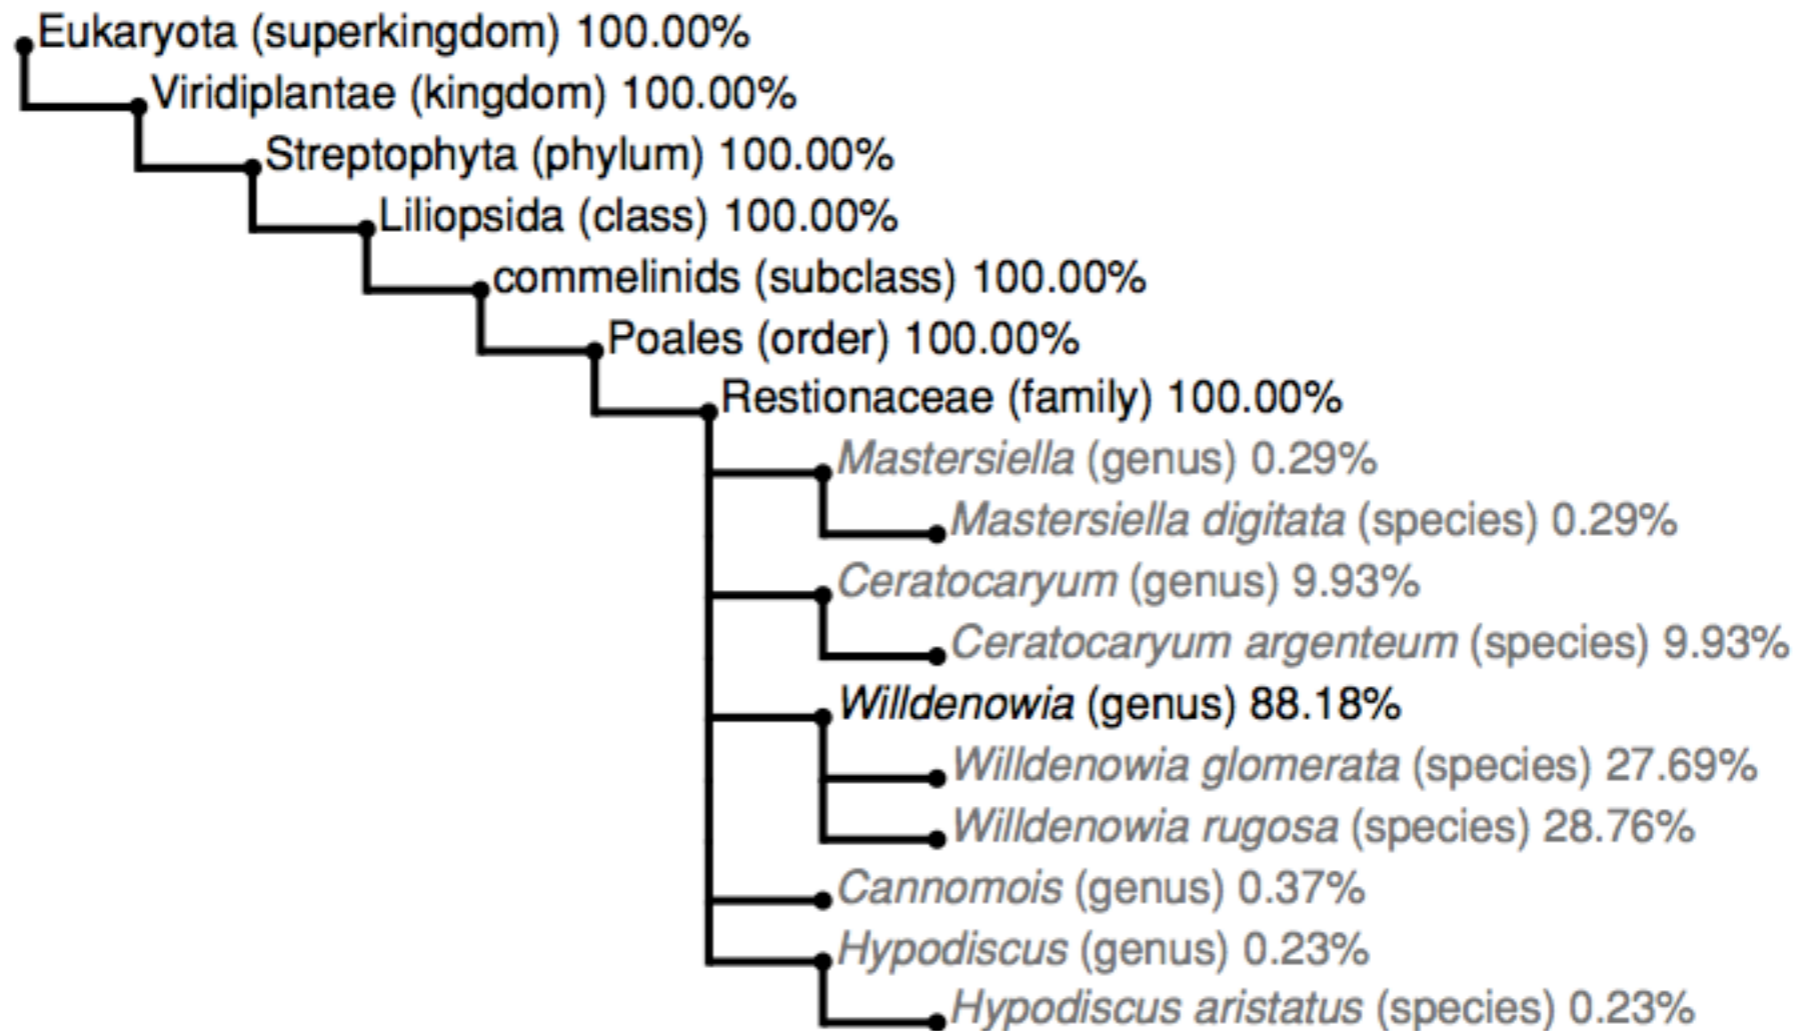 Eukaryota (superkingdom) 100.00%
Viridiplantae (kingdom) 100.00%
Streptophyta (phylum) 100.00%
Liliopsida (class) 100.00%
commelinids (subclass) 100.00%
Poales (order) 100.00%
Restionaceae (family) 100.00%
Mastersiella (genus) 0.29%
Mastersiella digitata (species) 0.29%
Ceratocaryum (genus) 9.93%
Ceratocaryum argenteum (species) 9.93%
Willdenowia (genus) 88.18%
Willdenowia glomerata (species) 27.69%
Willdenowia rugosa (species) 28.76%
Cannomois (genus) 0.37%
Hypodiscus (genus) 0.23%
Hypodiscus aristatus (species) 0.23%